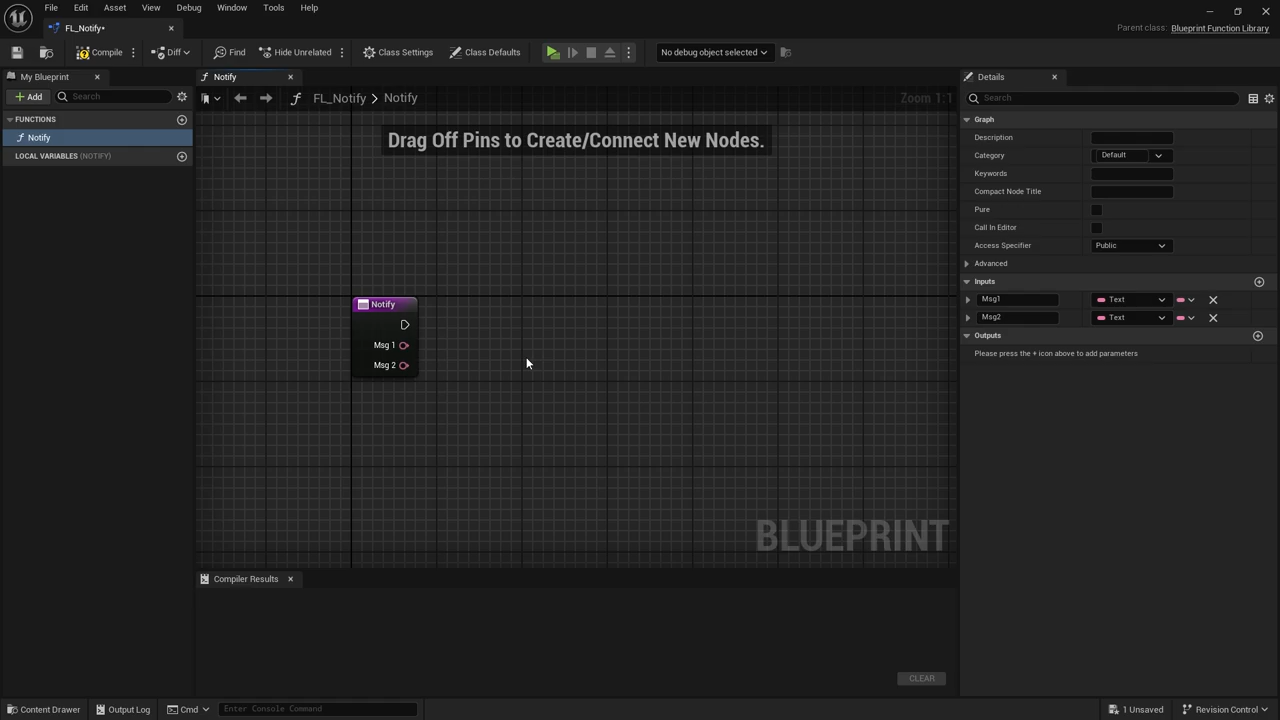 File Edit Asset View Debug Window Tools Help
FL_Notify•
Parent class: Blueprint Function Library
Compile Diff Find Hide Unrelated Class Settings Class Defaults No debug object selected
My Blueprint
Add Search
FUNCTIONS
Notify
LOCAL VARIABLES (NOTIFY)
Notify
FL_Notify > Notify Zoom 1:1
Drag Off Pins to Create/Connect New Nodes.
Notify
Msg 1
Msg 2
BLUEPRINT
Compiler Results
CLEAR
Details
Search
Graph
Description
Category Default
Keywords
Compact Node Title
Pure
Call In Editor
Access Specifier Public
Advanced
Inputs
Msg1 Text
Msg2 Text
Outputs
Please press the + icon above to add parameters
Content Drawer Output Log Cmd Enter Console Command 1 Unsaved Revision Control